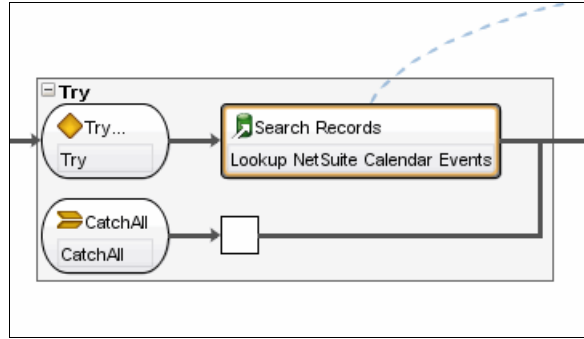 Try
Try...
Try
Search Records
Lookup NetSuite Calendar Events
CatchAll
CatchAll